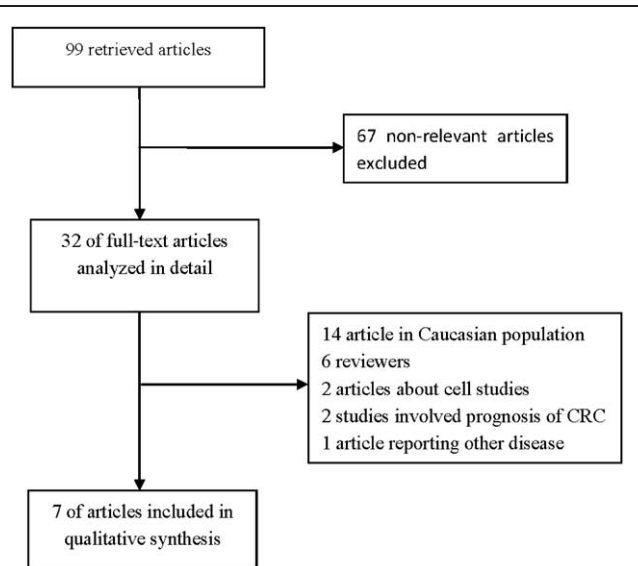 99 retrieved articles
67 non-relevant articles
excluded
32 of full-text articles
analyzed in detail
14 article in Caucasian population
6 reviewers
2 articles about cell studies
2 studies involved prognosis of CRC
1 article reporting other disease
7 of articles included in
qualitative synthesis